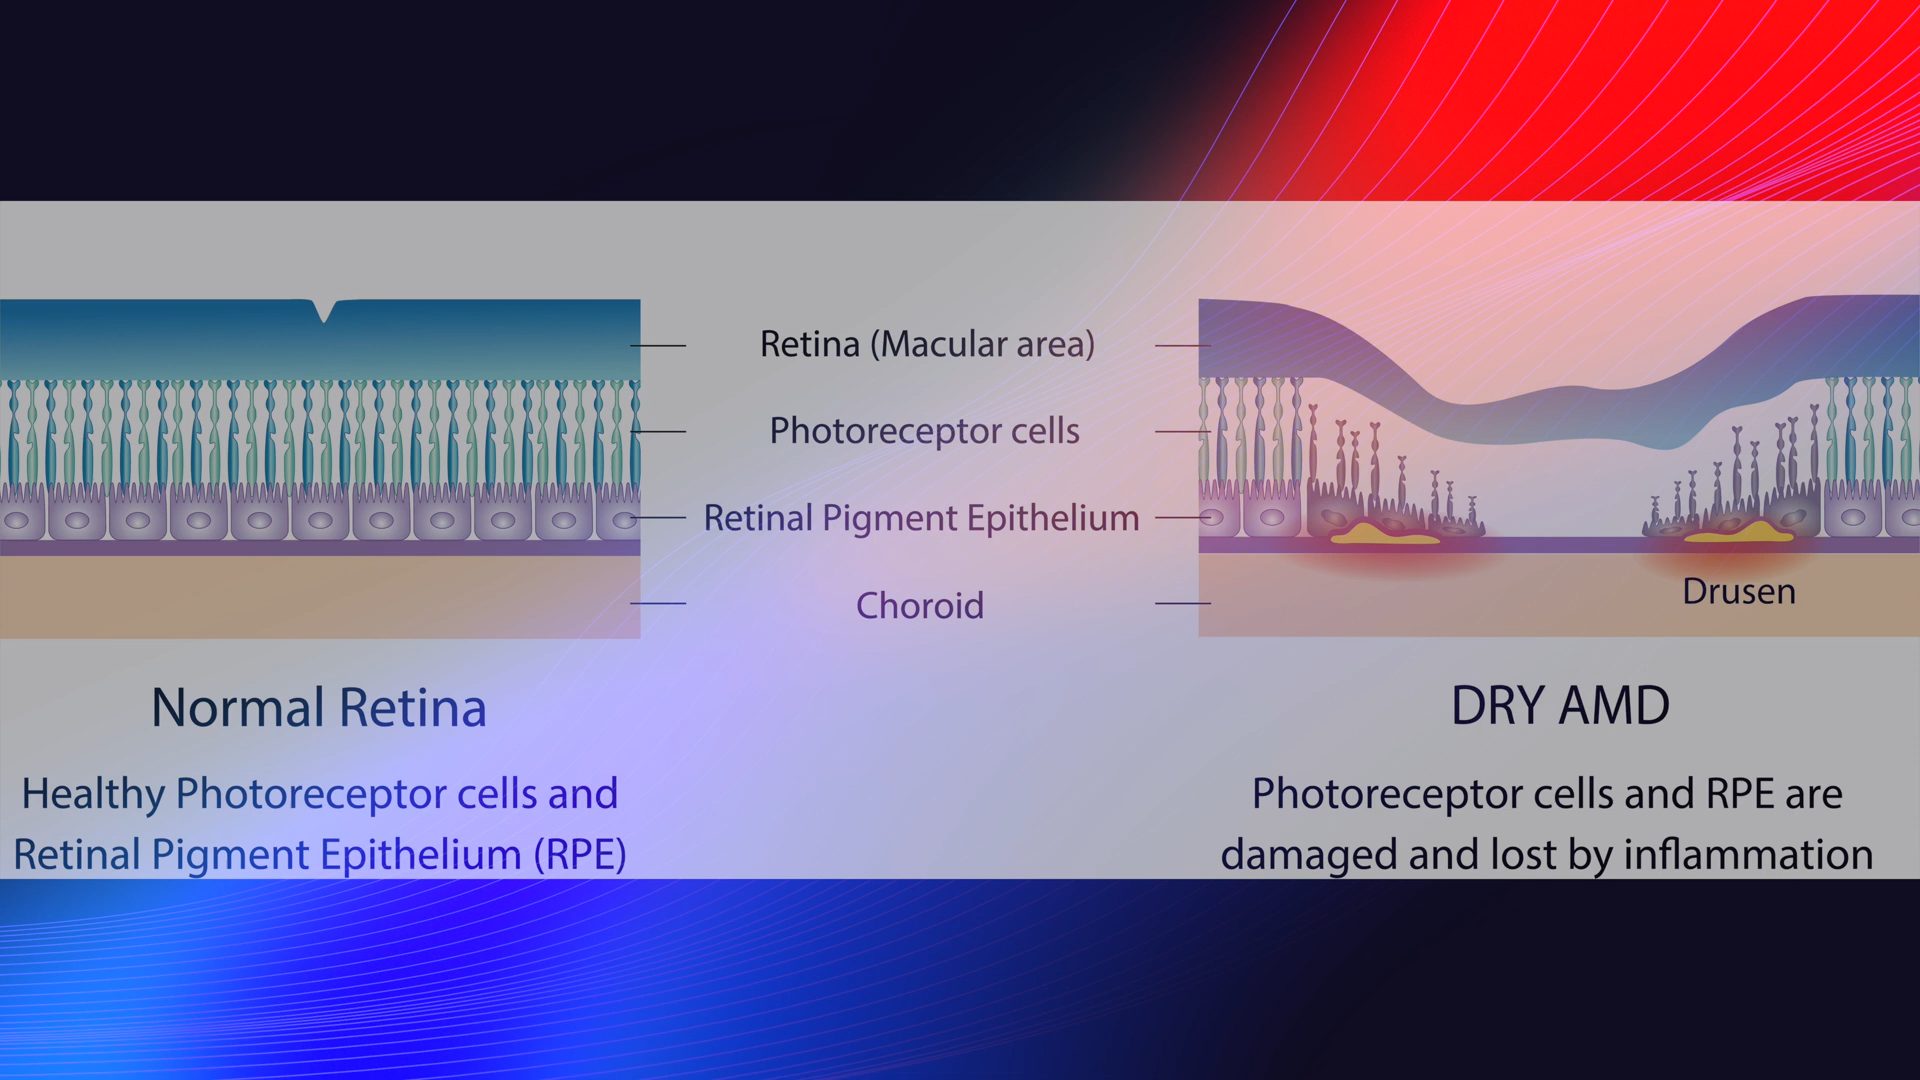 Retina (Macular area)
Photoreceptor cells
Retinal Pigment Epithelium
Choroid
Drusen
Normal Retina
Healthy Photoreceptor cells and
Retinal Pigment Epithelium (RPE)
DRY AMD
Photoreceptor cells and RPE are
damaged and lost by inflammation